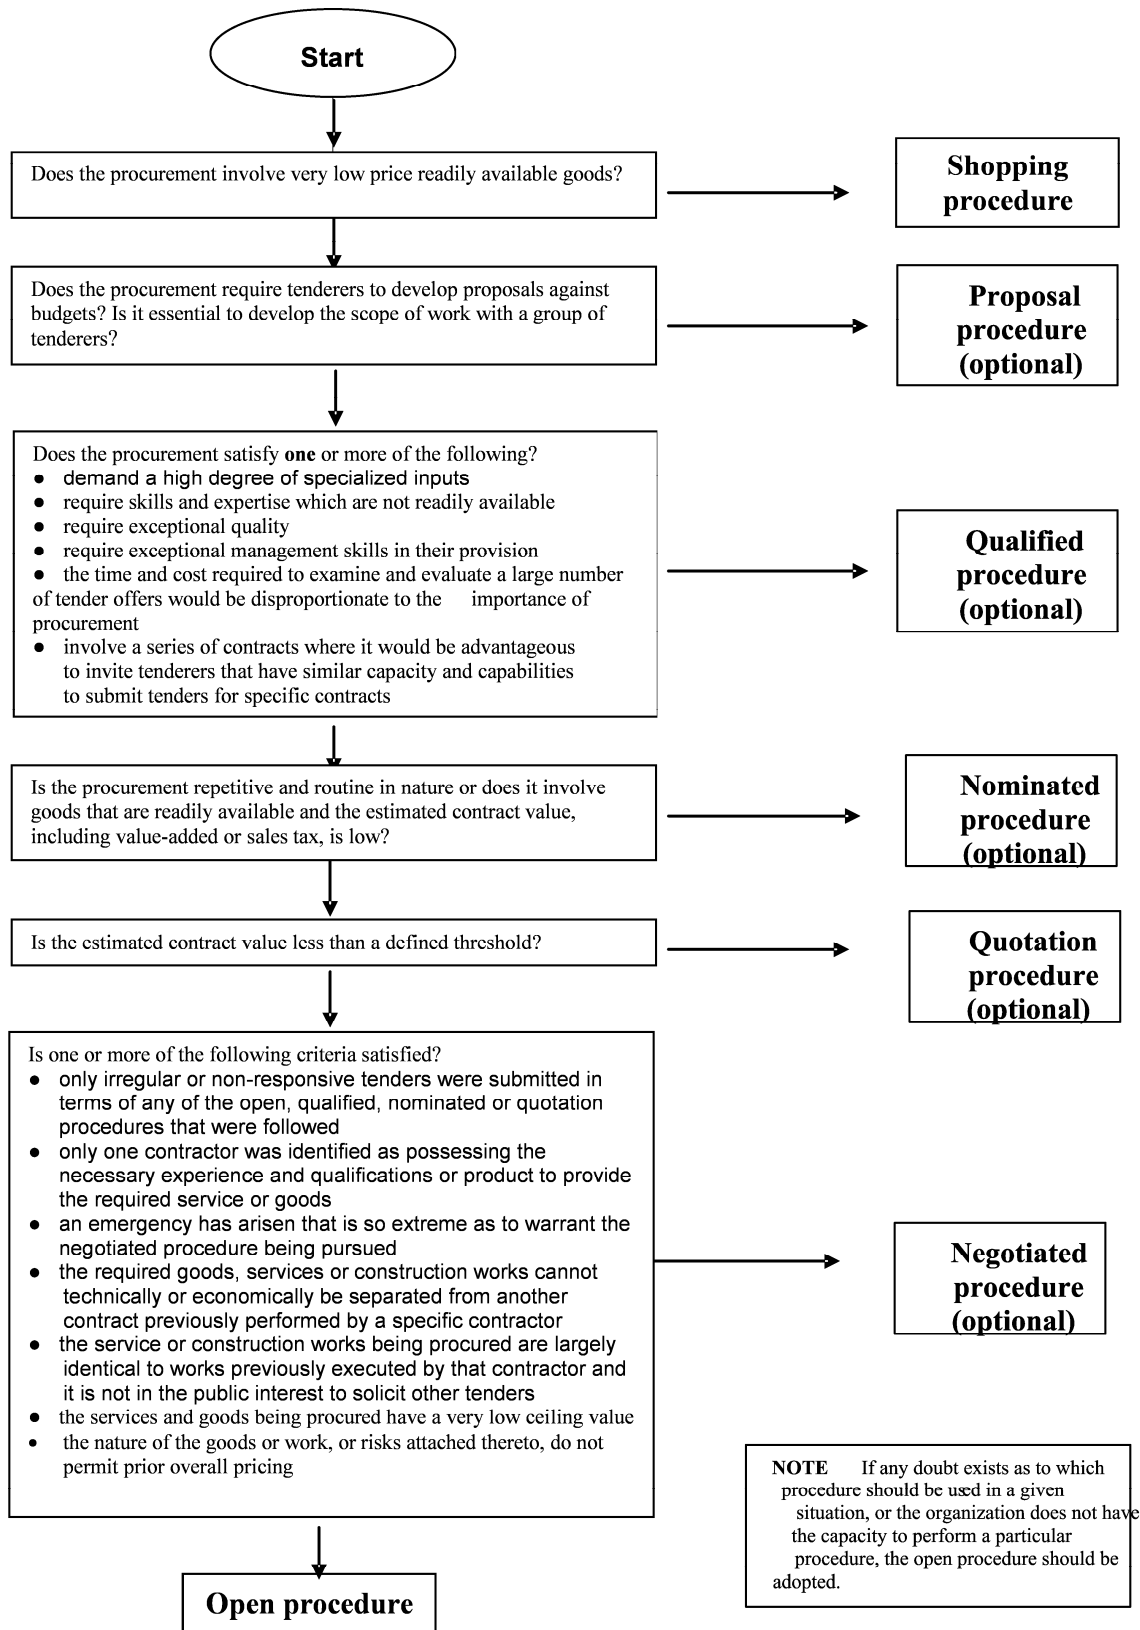 Start
Does the procurement involve very low price readily available goods?
Shopping
procedure
Does the procurement require tenderers to develop proposals against
budgets? Is it essential to develop the scope of work with a group of
tenderers?
Proposal
procedure
(optional)
Does the procurement satisfy one or more of the following?
● demand a high degree of specialized inputs
● require skills and expertise which are not readily available
● require exceptional quality
● require exceptional management skills in their provision
● the time and cost required to examine and evaluate a large number
of tender offers would be disproportionate to the importance of
procurement
● involve a series of contracts where it would be advantageous
to invite tenderers that have similar capacity and capabilities
to submit tenders for specific contracts
Qualified
procedure
(optional)
Is the procurement repetitive and routine in nature or does it involve
goods that are readily available and the estimated contract value,
including value-added or sales tax, is low?
Nominated
procedure
(optional)
Is the estimated contract value less than a defined threshold?
Quotation
procedure
(optional)
Is one or more of the following criteria satisfied?
● only irregular or non-responsive tenders were submitted in
terms of any of the open, qualified, nominated or quotation
procedures that were followed
● only one contractor was identified as possessing the
necessary experience and qualifications or product to provide
the required service or goods
● an emergency has arisen that is so extreme as to warrant the
negotiated procedure being pursued
● the required goods, services or construction works cannot
technically or economically be separated from another
contract previously performed by a specific contractor
● the service or construction works being procured are largely
identical to works previously executed by that contractor and
it is not in the public interest to solicit other tenders
● the services and goods being procured have a very low ceiling value
• the nature of the goods or work, or risks attached thereto, do not
permit prior overall pricing
Negotiated
procedure
(optional)
NOTE If any doubt exists as to which
procedure should be used in a given
situation, or the organization does not have
the capacity to perform a particular
procedure, the open procedure should be
adopted.
Open procedure